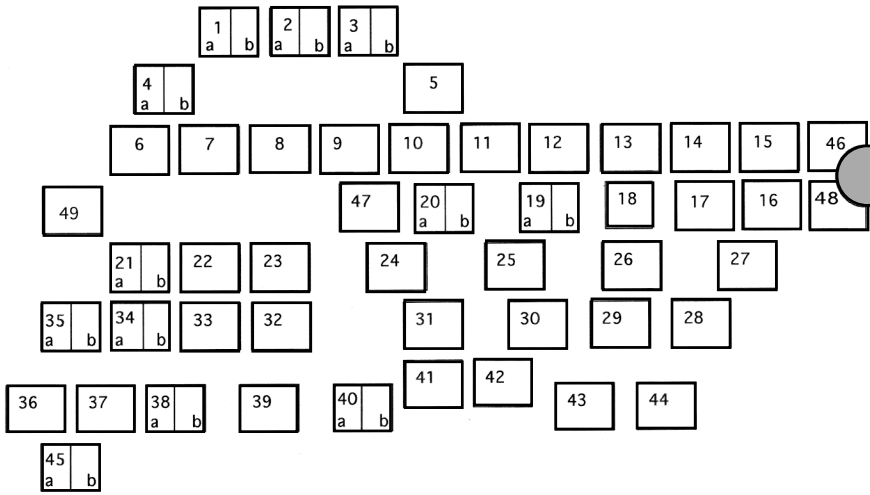 1 a b 2 a b 3 a b
4 a b 5
6 7 8 9 10 11 12 13 14 15 46
49 47 20 a b 19 a b 18 17 16 48
21 a b 22 23 24 25 26 27
35 a b 34 a b 33 32 31 30 29 28
41 42
36 37 38 a b 39 40 a b 43 44
45 a b